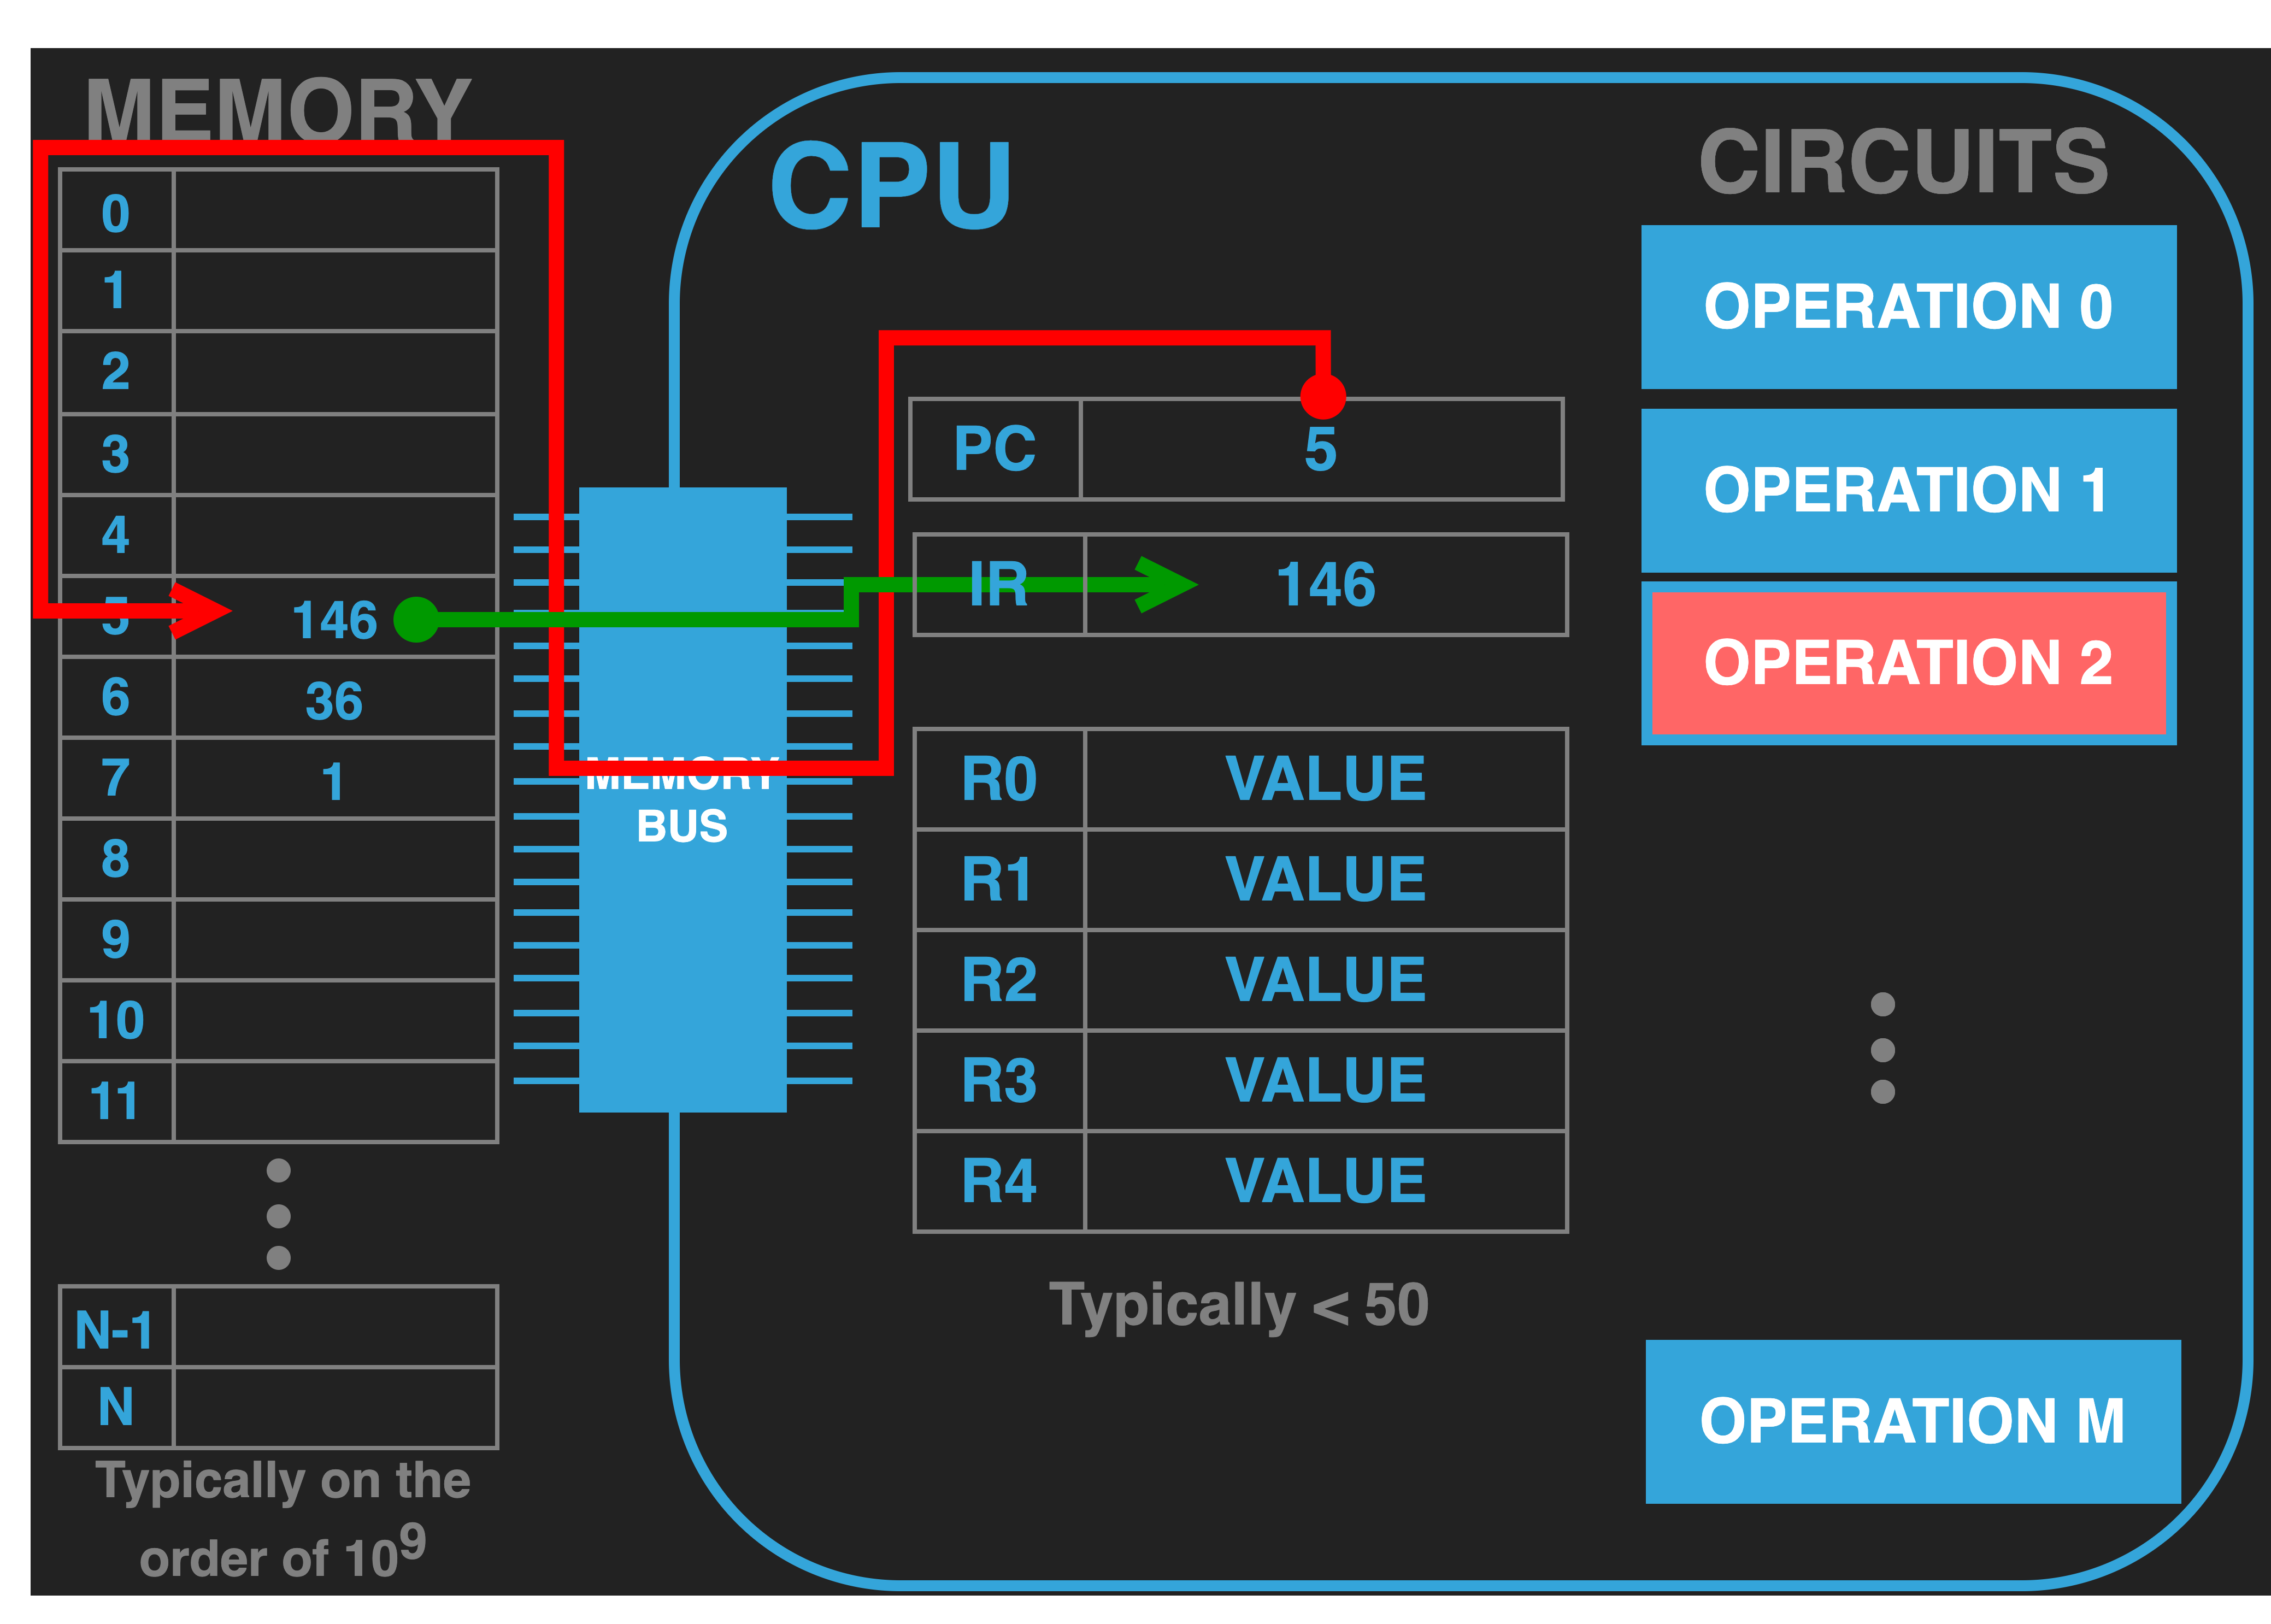 MEMORY
0
1
2
3
4
5 146
6 36
7 1
8
9
10
11
N-1
N
Typically on the
order of 10⁹
MEMORY
BUS
CPU
PC 5
IR 146
R0 VALUE
R1 VALUE
R2 VALUE
R3 VALUE
R4 VALUE
Typically < 50
CIRCUITS
OPERATION 0
OPERATION 1
OPERATION 2
OPERATION M